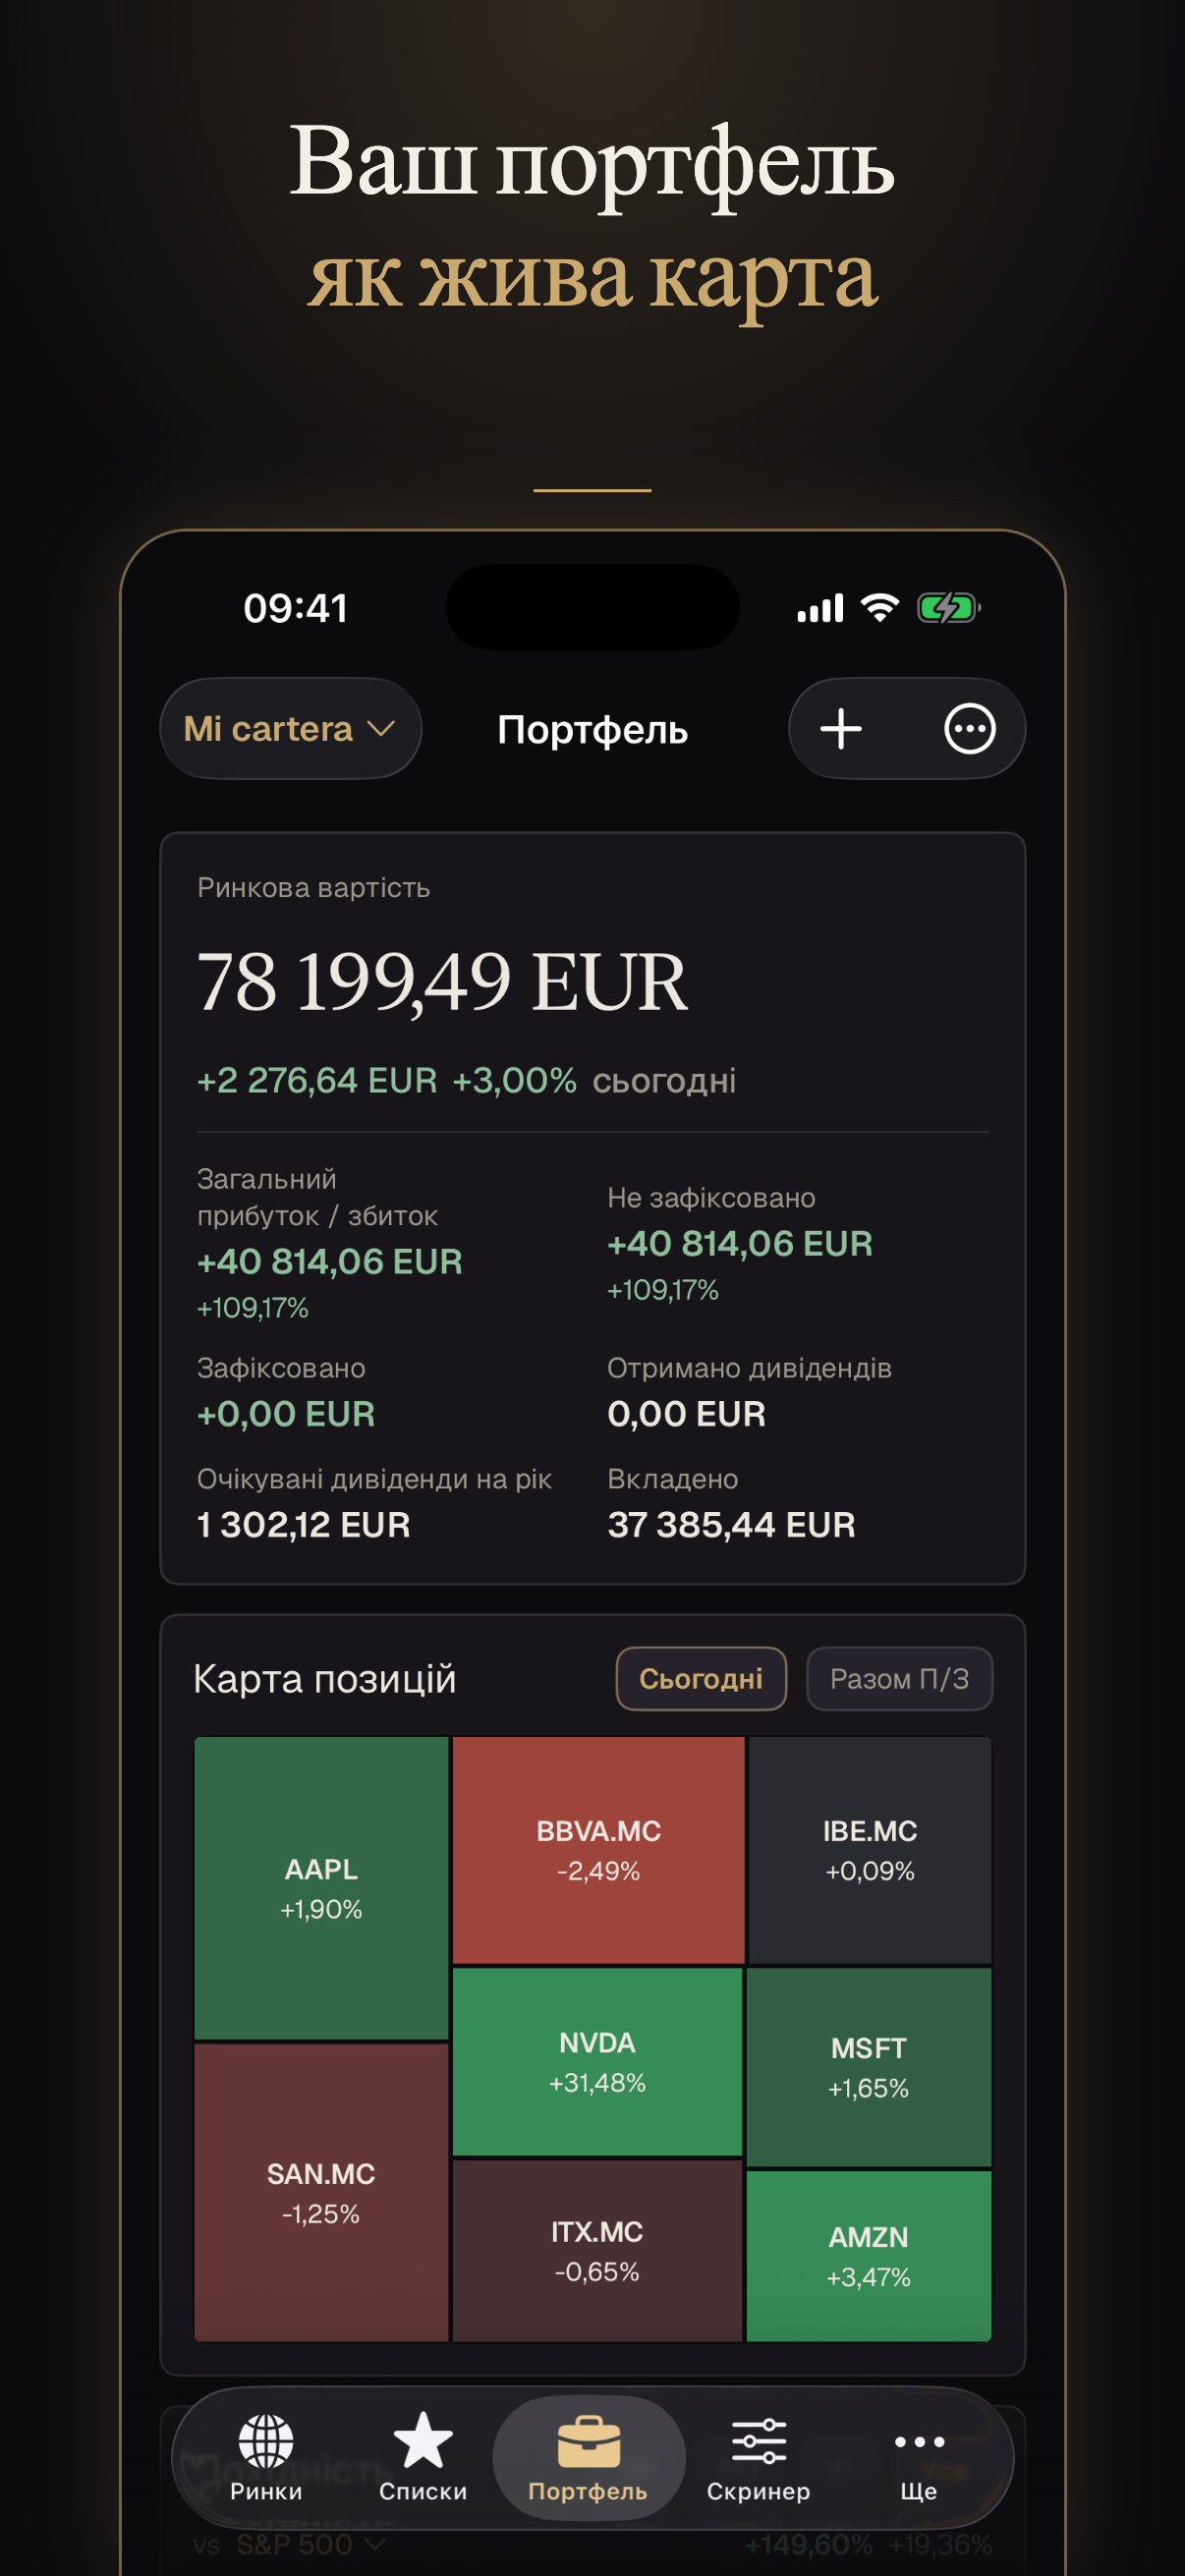 Ваш портфель
як жива карта
09:41
Mi cartera
Портфель
Ринкова вартість
78 199,49 EUR
+2 276,64 EUR +3,00% сьогодні
Загальний
прибуток / збиток
+40 814,06 EUR
+109,17%
Не зафіксовано
+40 814,06 EUR
+109,17%
Зафіксовано
+0,00 EUR
Отримано дивідендів
0,00 EUR
Очікувані дивіденди на рік
1 302,12 EUR
Вкладено
37 385,44 EUR
Карта позицій
Сьогодні
Разом П/З
AAPL
+1,90%
BBVA.MC
-2,49%
IBE.MC
+0,09%
NVDA
+31,48%
MSFT
+1,65%
SAN.MC
-1,25%
ITX.MC
-0,65%
AMZN
+3,47%
Ринки
Списки
Портфель
Скринер
Ще
vs S&P 500
+149,60% +19,36%